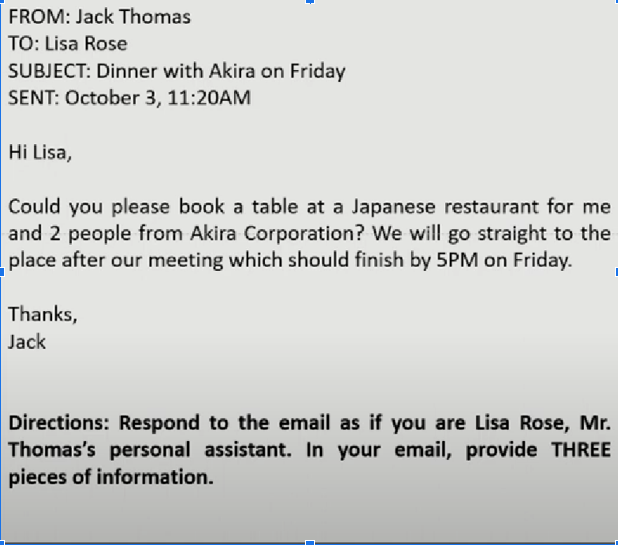 FROM: Jack Thomas
TO: Lisa Rose
SUBJECT: Dinner with Akira on Friday
SENT: October 3, 11:20AM
Hi Lisa,
Could you please book a table at a Japanese restaurant for me
and 2 people from Akira Corporation? We will go straight to the
place after our meeting which should finish by 5PM on Friday.
Thanks,
Jack
Directions: Respond to the email as if you are Lisa Rose, Mr.
Thomas's personal assistant. In your email, provide THREE
pieces of information.